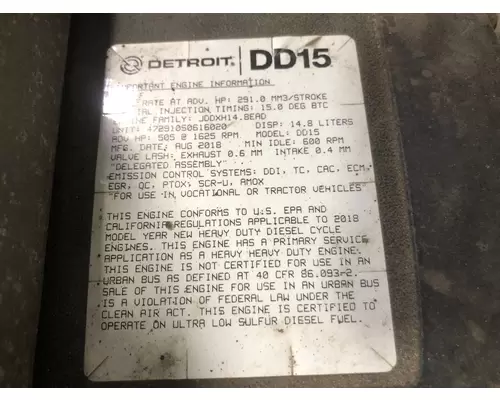 DETROIT. DD15
IMPORTANT ENGINE INFORMATION
RATE AT ADV. HP: 291.0 MM3/STROKE
INJECTION TIMING: 15.0 DEG BTC
FAMILY: JDDXH14.8EAD
UNIT: 472910S0616020 DISP: 14.8 LITERS
ADV HP: 505 @ 1625 RPM MODEL: DD15
MFG. DATE: AUG 2018 MIN IDLE: 600 RPM
VALVE LASH: EXHAUST 0.6 MM INTAKE 0.4 MM
"DELEGATED ASSEMBLY"
EMISSION CONTROL SYSTEMS: DDI, TC, CAC, ECM,
EGR, OC, PTOX, SCR-U, AMOX
"FOR USE IN VOCATIONAL OR TRACTOR VEHICLES"
THIS ENGINE CONFORMS TO U.S. EPA AND
CALIFORNIA REGULATIONS APPLICABLE TO 2018
MODEL YEAR NEW HEAVY DUTY DIESEL CYCLE
ENGINES. THIS ENGINE HAS A PRIMARY SERVICE
APPLICATION AS A HEAVY HEAVY DUTY ENGINE.
THIS ENGINE IS NOT CERTIFIED FOR USE IN AN
URBAN BUS AS DEFINED AT 40 CFR 86.093-2.
SALE OF THIS ENGINE FOR USE IN AN URBAN BUS
IS A VIOLATION OF FEDERAL LAW UNDER THE
CLEAN AIR ACT. THIS ENGINE IS CERTIFIED TO
OPERATE ON ULTRA LOW SULFUR DIESEL FUEL.